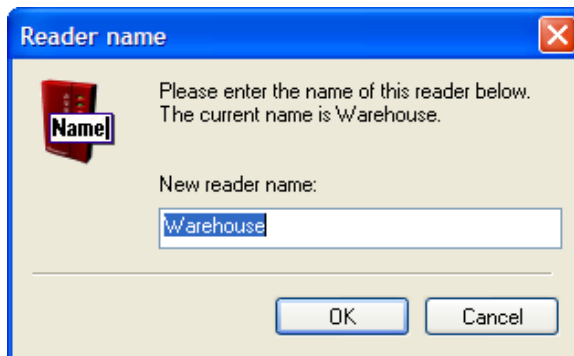 Reader name
Please enter the name of this reader below.
The current name is Warehouse.
Name
New reader name:
Warehouse
OK
Cancel